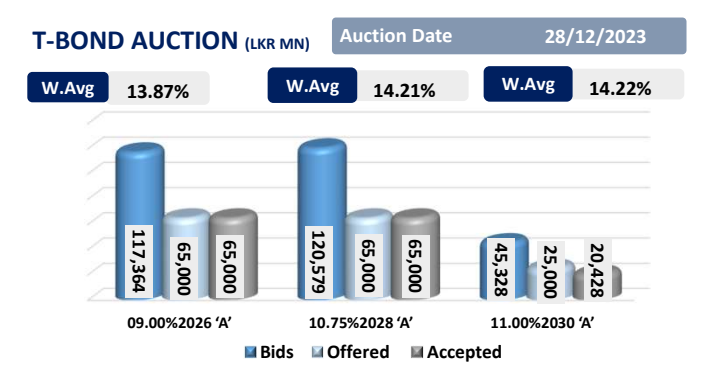 T-BOND AUCTION (LKR MN)
Auction Date 28/12/2023
W.Avg 13.87%
W.Avg 14.21%
W.Avg 14.22%
117,364
65,000
65,000
120,579
65,000
65,000
45,328
25,000
20,428
09.00%2026 ‘A’
10.75%2028 ‘A’
11.00%2030 ‘A’
Bids Offered Accepted